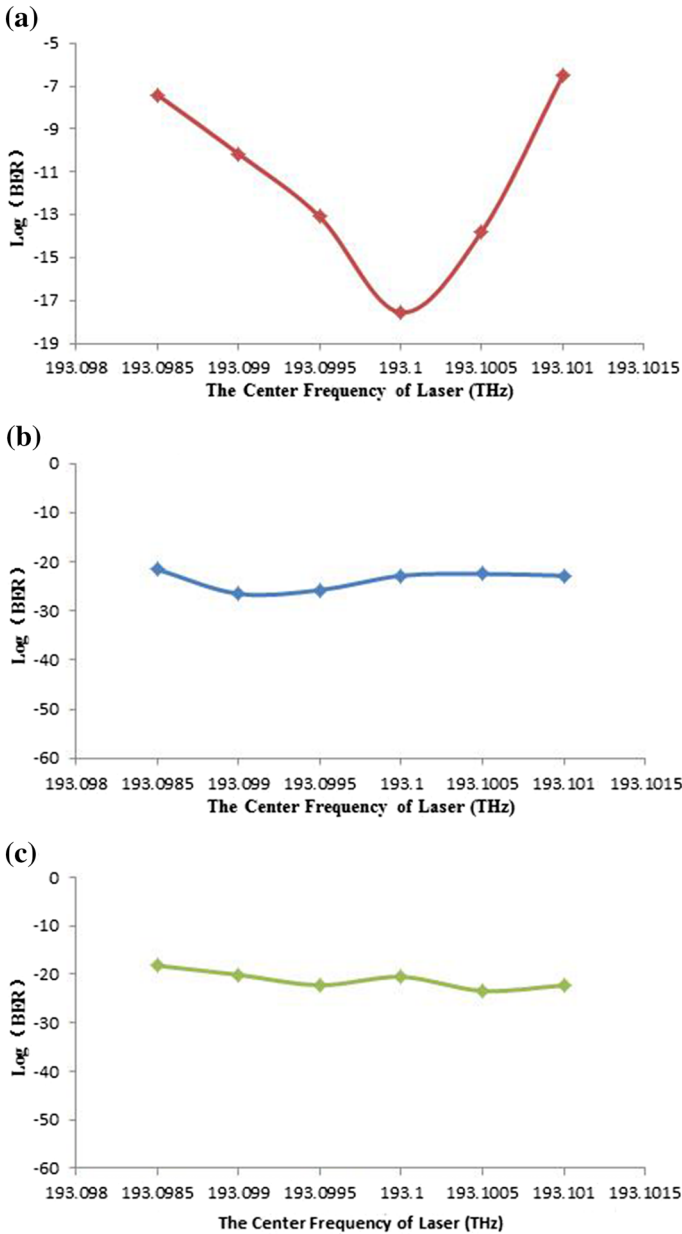 (a)
-5
-7
-9
-11
-13
-15
-17
-19
Log（BER）
193.098 193.0985 193.099 193.0995 193.1 193.1005 193.101 193.1015
The Center Frequency of Laser (THz)
(b)
0
-10
-20
-30
-40
-50
-60
Log（BER）
193.098 193.0985 193.099 193.0995 193.1 193.1005 193.101 193.1015
The Center Frequency of Laser (THz)
(c)
0
-10
-20
-30
-40
-50
-60
Log（BER）
193.098 193.0985 193.099 193.0995 193.1 193.1005 193.101 193.1015
The Center Frequency of Laser (THz)